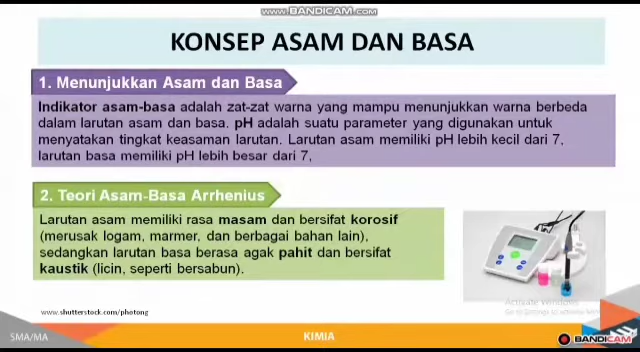 www.BANDICAM.com
KONSEP ASAM DAN BASA
1. Menunjukkan Asam dan Basa
Indikator asam-basa adalah zat-zat warna yang mampu menunjukkan warna berbeda
dalam larutan asam dan basa. pH adalah suatu parameter yang digunakan untuk
menyatakan tingkat keasaman larutan. Larutan asam memiliki pH lebih kecil dari 7,
larutan basa memiliki pH lebih besar dari 7,
2. Teori Asam-Basa Arrhenius
Larutan asam memiliki rasa masam dan bersifat korosif
(merusak logam, marmer, dan berbagai bahan lain),
sedangkan larutan basa berasa agak pahit dan bersifat
kaustik (licin, seperti bersabun).
Activate Windows
Go to Settings to activate
www.shutterstock.com/photong
SMA/MA
KIMIA
BANDICAM